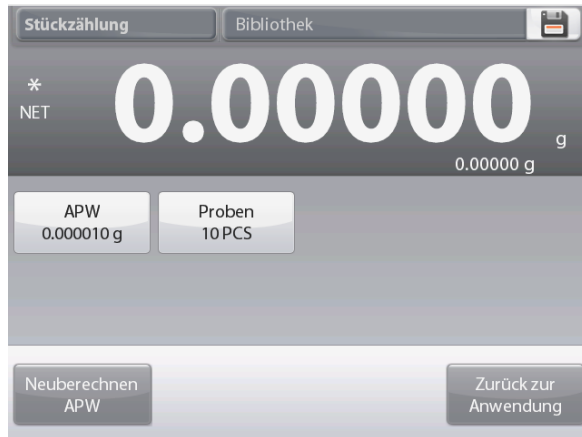 Stückzählung
Bibliothek
*
NET
0.00000 g
0.00000 g
APW
0.000010 g
Proben
10 PCS
Neuberechnen
APW
Zurück zur
Anwendung